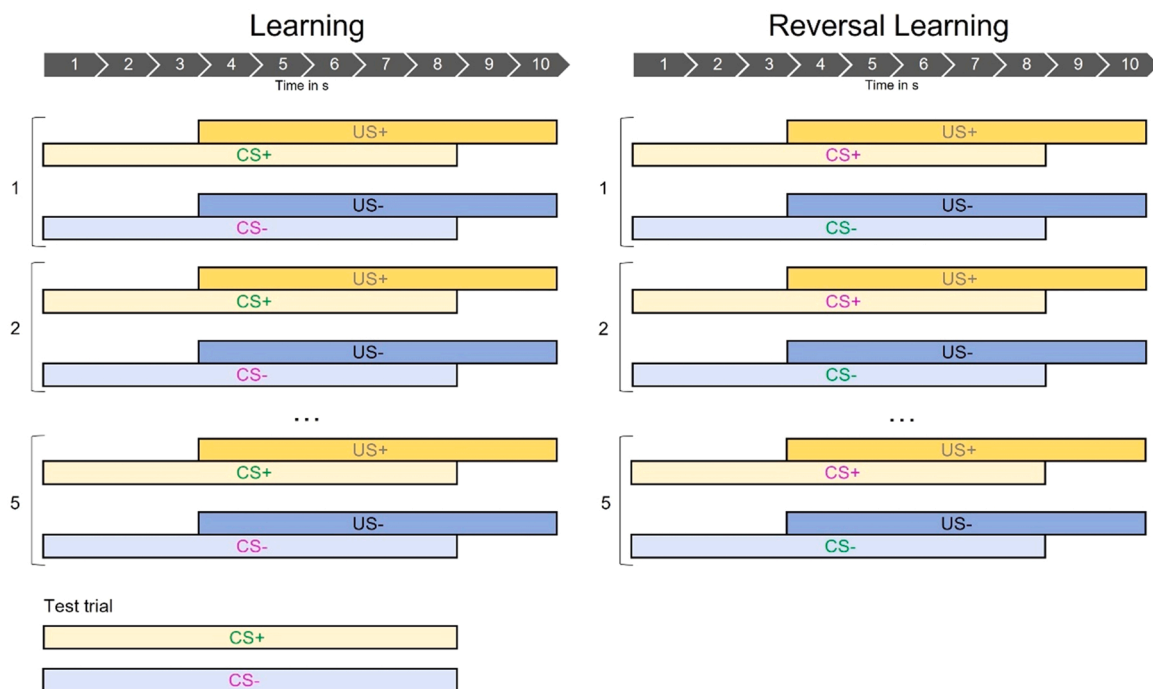 Learning
1 2 3 4 5 6 7 8 9 10
Time in s
1
US+
CS+
US-
CS-
2
US+
CS+
US-
CS-
...
5
US+
CS+
US-
CS-
Test trial
CS+
CS-
Reversal Learning
1 2 3 4 5 6 7 8 9 10
Time in s
1
US+
CS+
US-
CS-
2
US+
CS+
US-
CS-
...
5
US+
CS+
US-
CS-